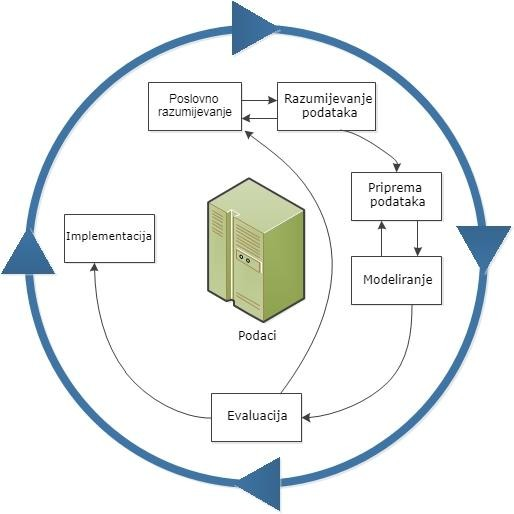 Poslovno
razumijevanje
Razumijevanje
podataka
Priprema
podataka
Implementacija
Modeliranje
Podaci
Evaluacija